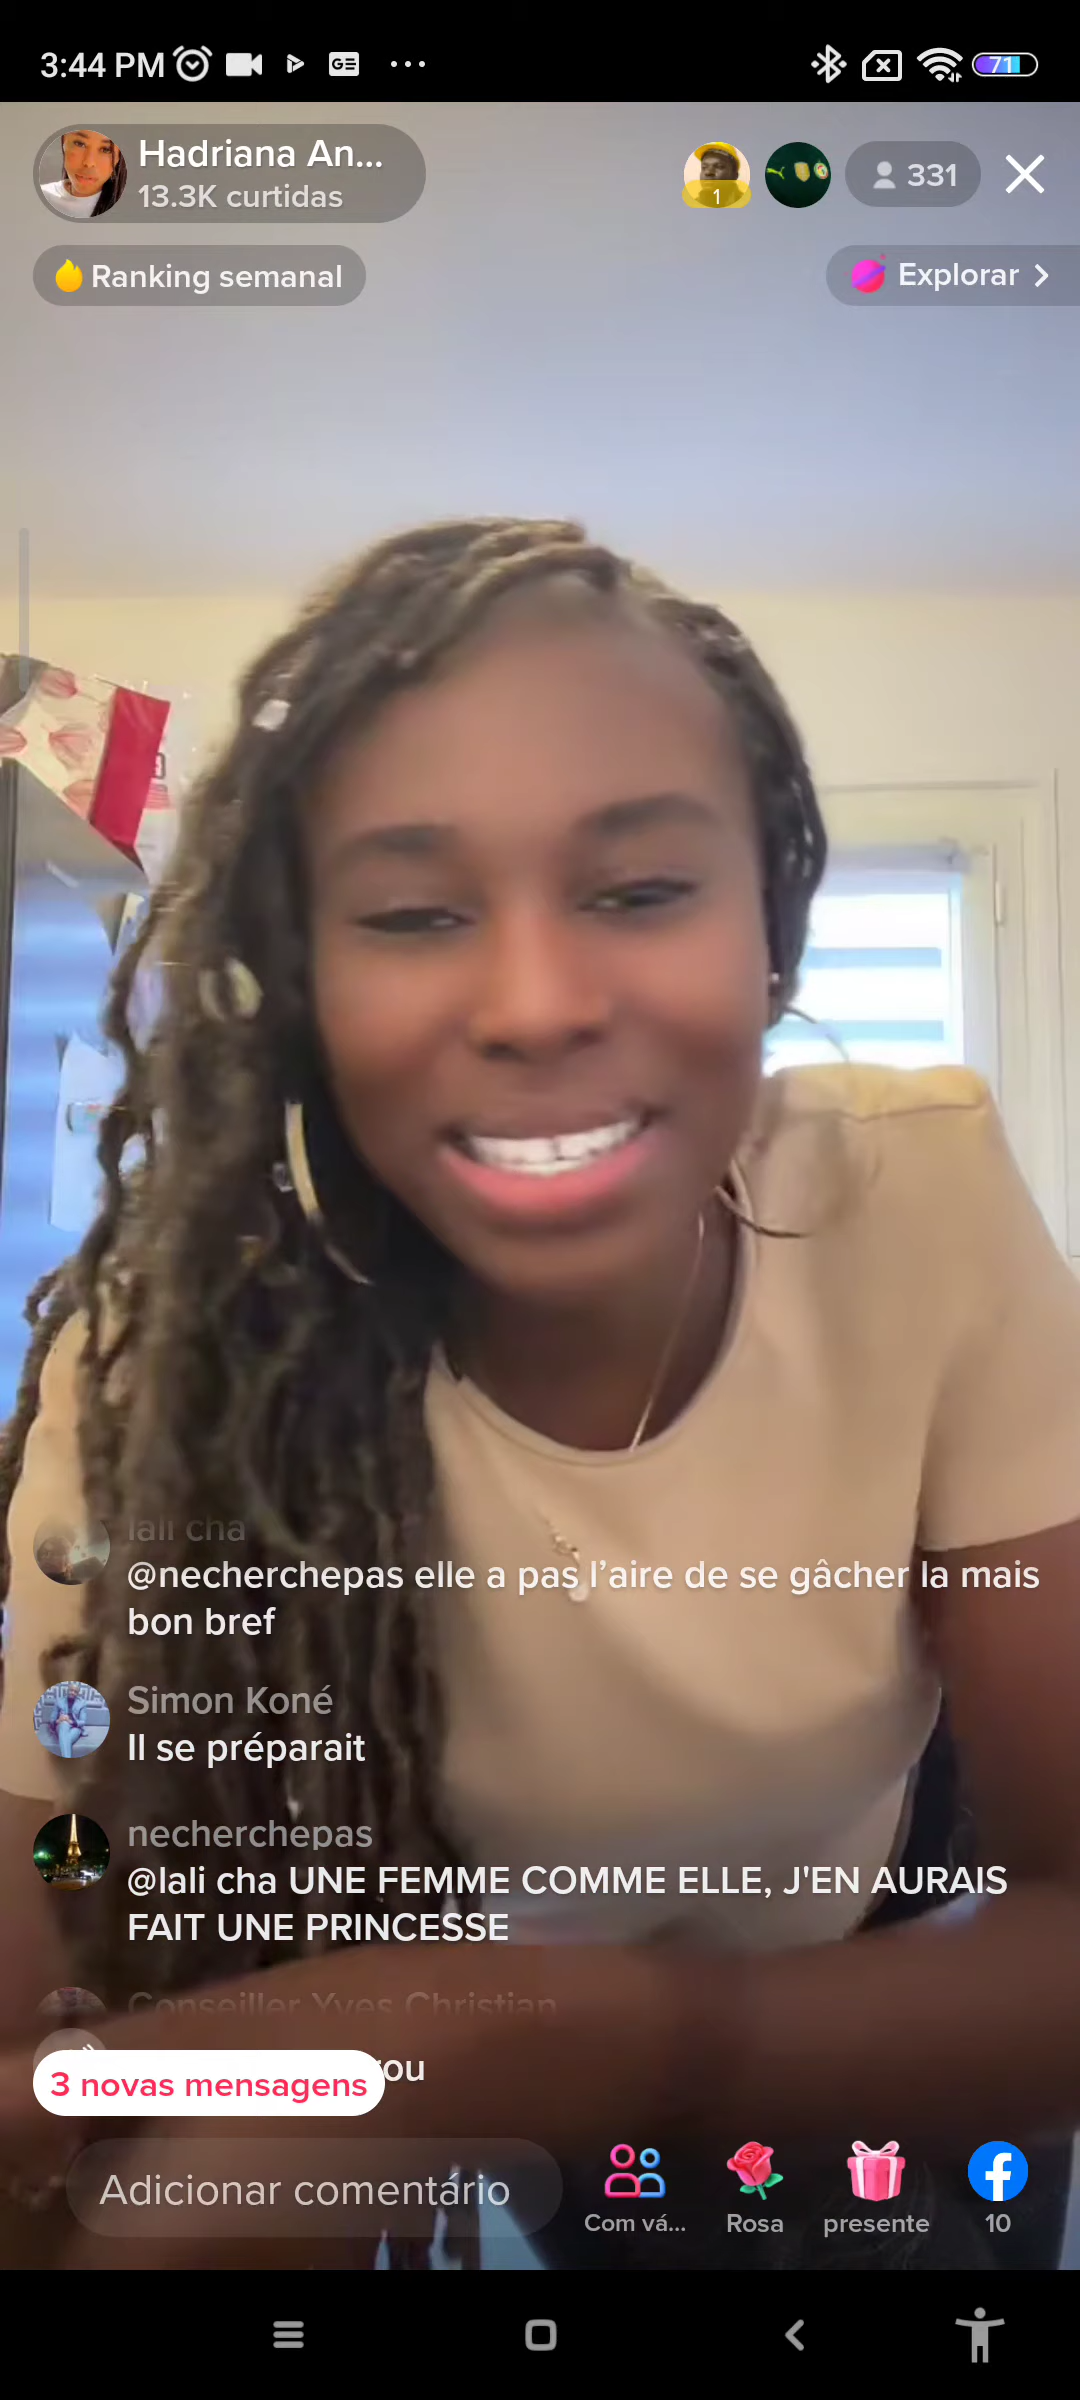 3:44 PM
71
Hadriana An...
13.3K curtidas
1
331
Ranking semanal
Explorar
lali cha
@necherchepas elle a pas l’aire de se gâcher la mais
bon bref
Simon Koné
Il se préparait
necherchepas
@lali cha UNE FEMME COMME ELLE, J'EN AURAIS
FAIT UNE PRINCESSE
Conseiller Yves Christian
3 novas mensagens
Adicionar comentário
Com vá...
Rosa
presente
10